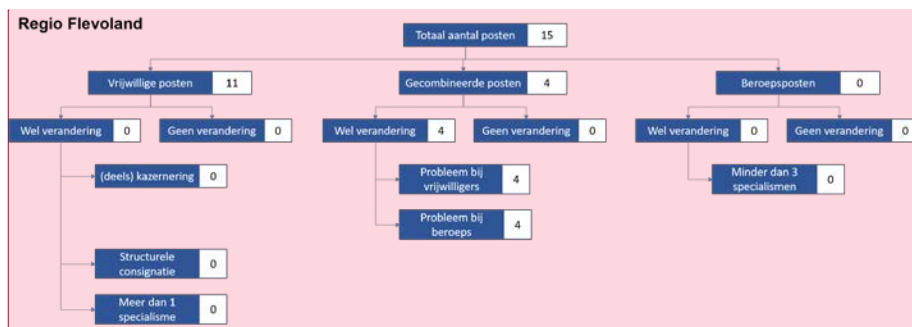 Regio Flevoland
Totaal aantal posten 15
Vrijwillige posten 11
Gecombineerde posten 4
Beroepsposten 0
Wel verandering 0
Geen verandering 0
Wel verandering 4
Geen verandering 0
Wel verandering 0
Geen verandering 0
(deels) kazernering 0
Probleem bij
vrijwilligers 4
Minder dan 3
specialismen 0
Probleem bij
beroeps 4
Structurele
consignatie 0
Meer dan 1
specialisme 0